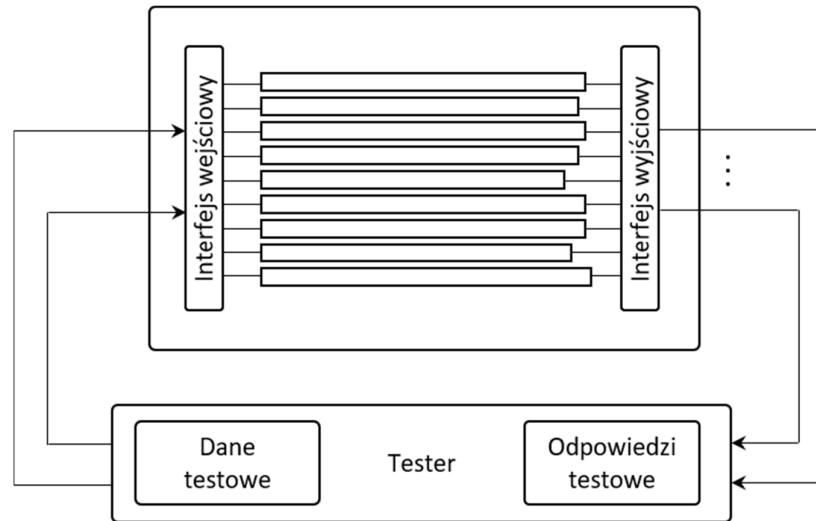 Interfejs wejściowy
Interfejs wyjściowy
Dane
testowe
Tester
Odpowiedzi
testowe